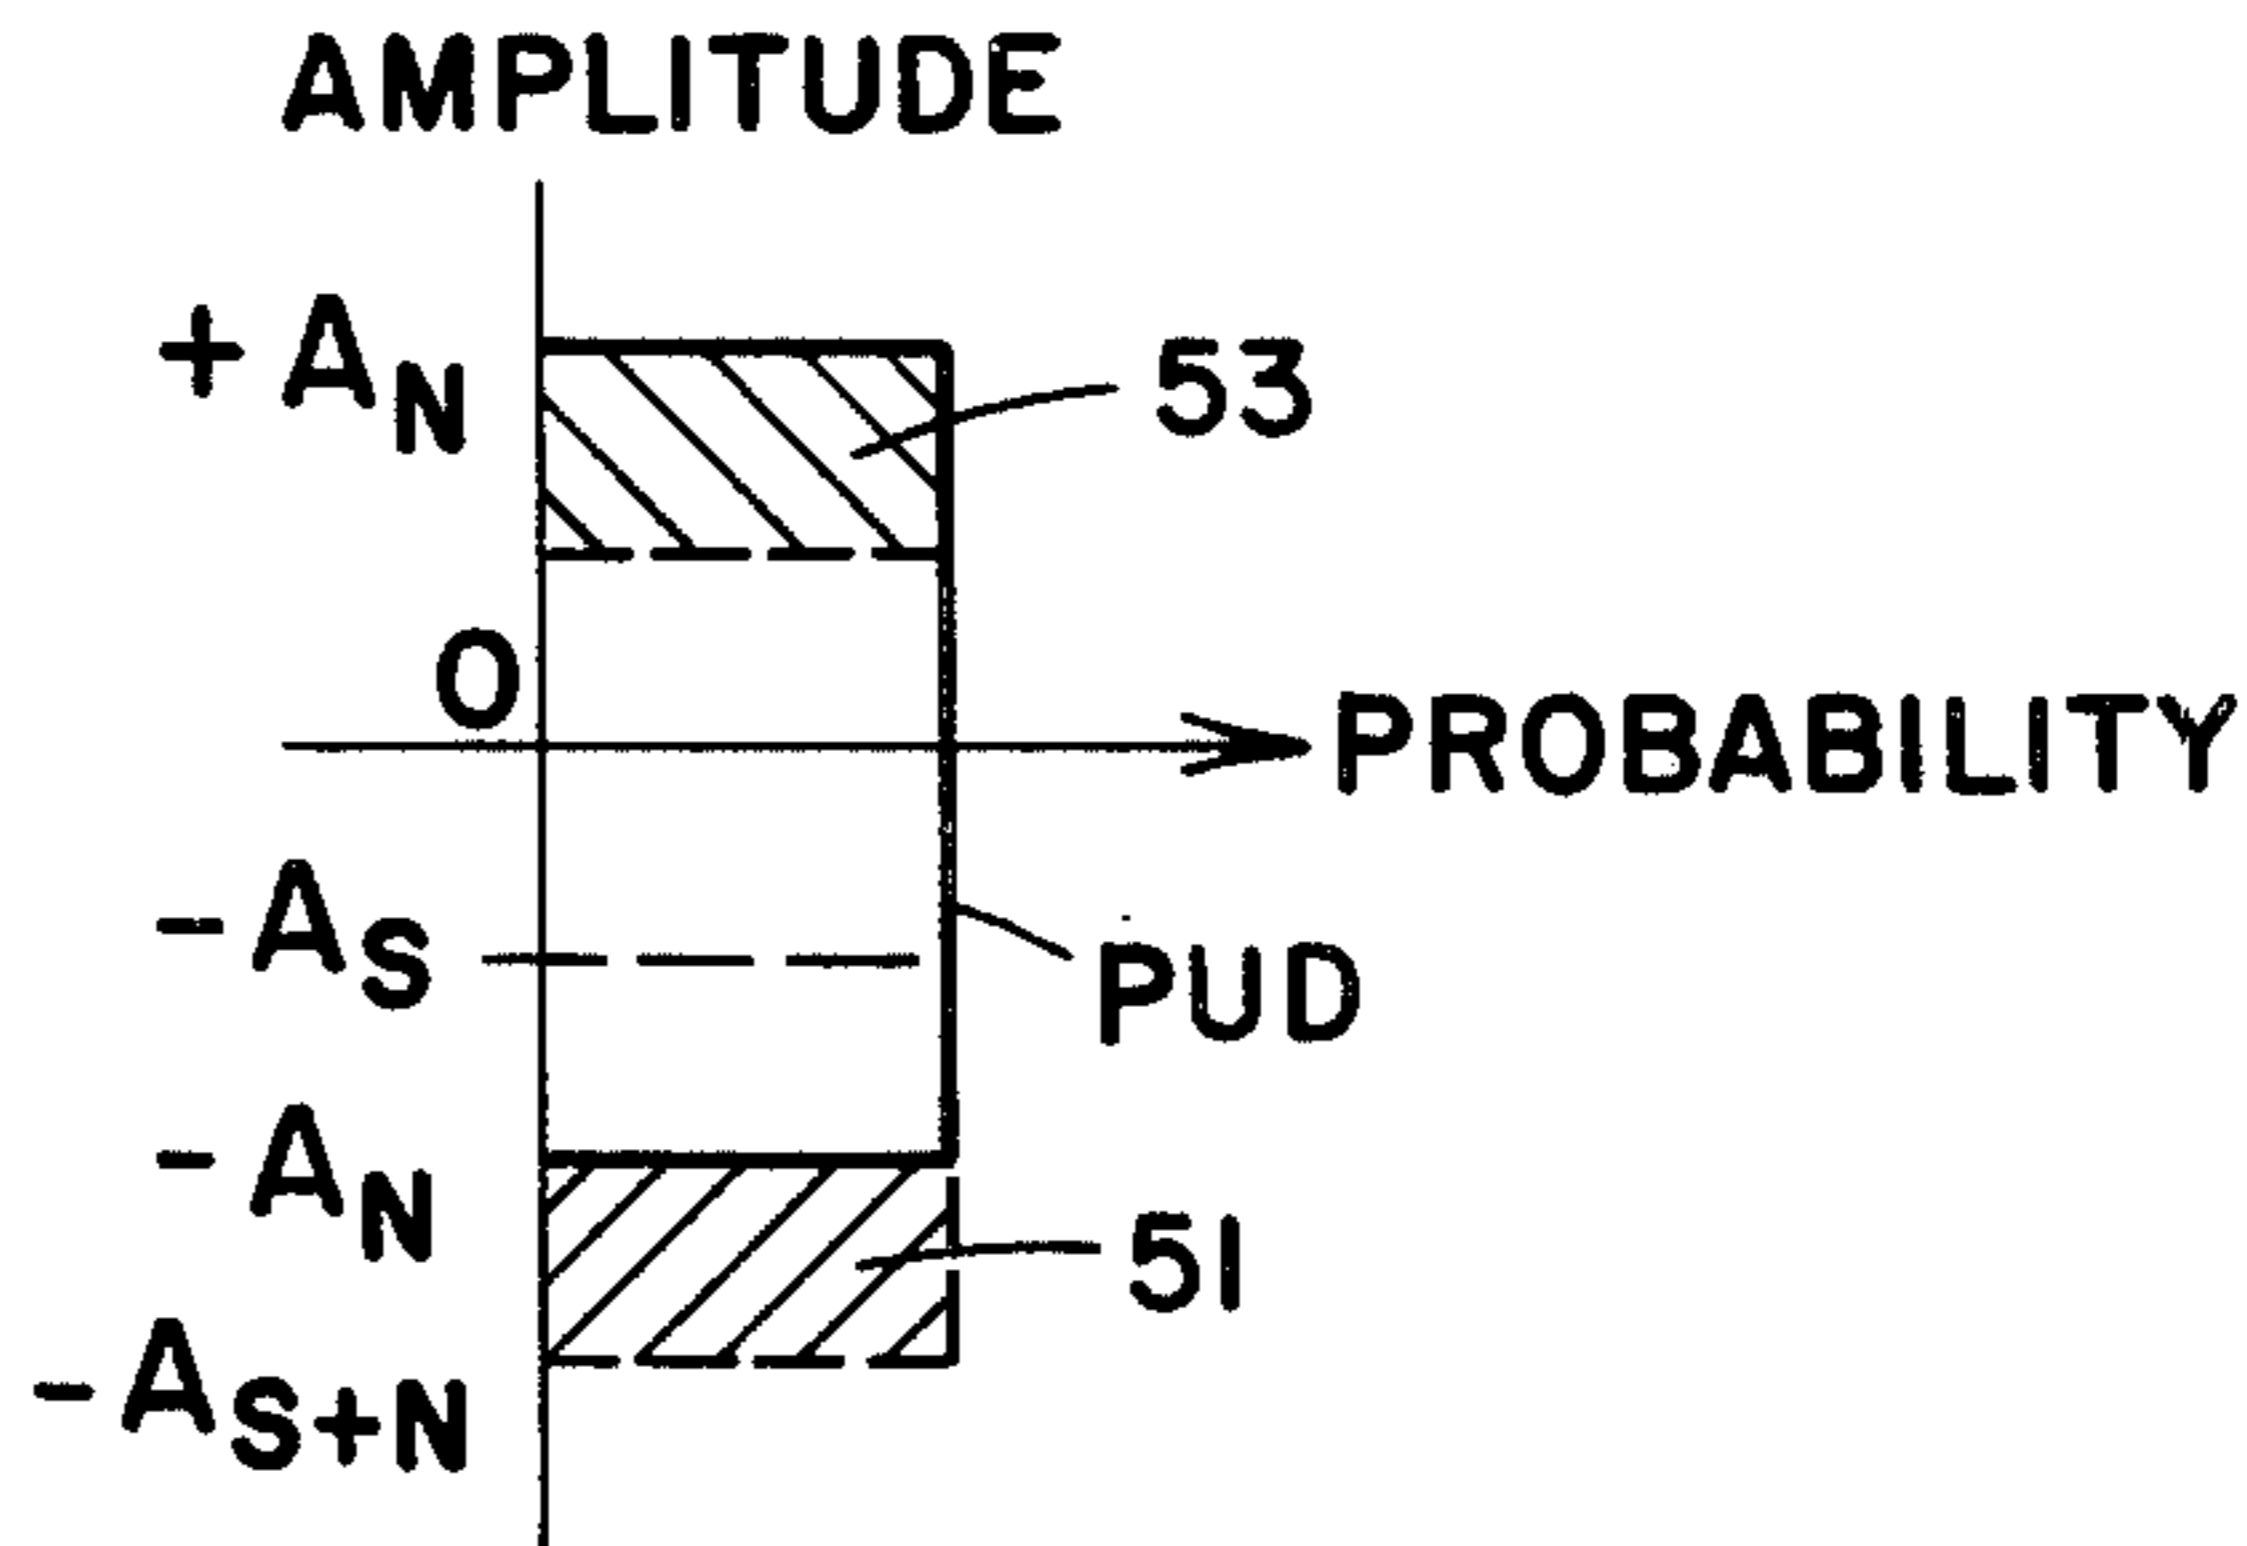 AMPLITUDE
+AN
53
O
PROBABILITY
-AS
PUD
-AN
51
-AS+N